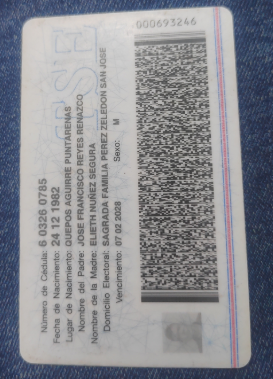 000693246
Número de Cédula: 6 0326 0785
Fecha de Nacimiento: 24 12 1982
Lugar de Nacimiento: QUEPOS AGUIRRE PUNTARENAS
Nombre del Padre: JOSE FRANCISCO REYES RENAZCO
Nombre de la Madre: ELIETH NUÑEZ SEGURA
Domicilio Electoral: SAGRADA FAMILIA PEREZ ZELEDON SAN JOSE
Vencimiento: 07 02 2028 Sexo: M